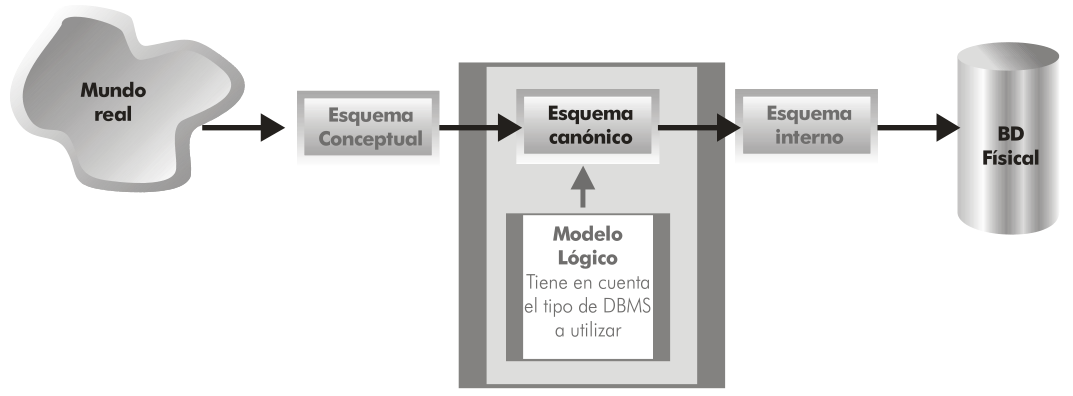 Mundo
real
Esquema
Conceptual
Esquema
canónico
Esquema
interno
BD
Físical
Modelo
Lógico
Tiene en cuenta
el tipo de DBMS
a utilizar